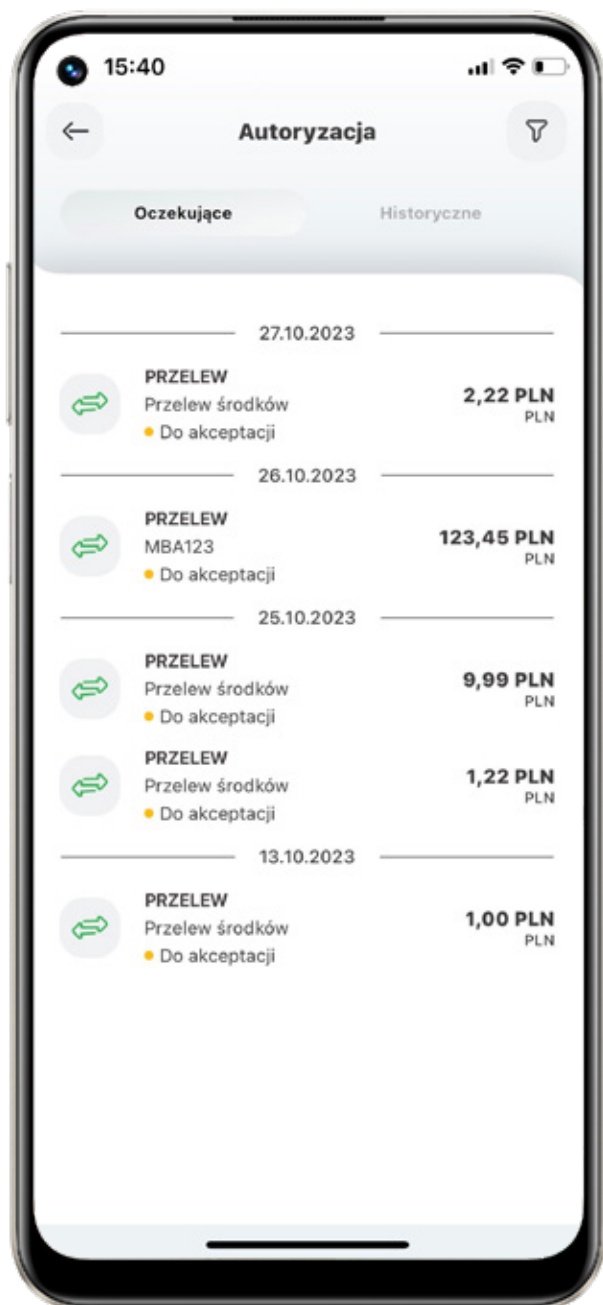 15:40
Autoryzacja
Oczekujące Historyczne
27.10.2023
PRZELEW
Przelew środków
Do akceptacji
2,22 PLN
PLN
26.10.2023
PRZELEW
MBA123
Do akceptacji
123,45 PLN
PLN
25.10.2023
PRZELEW
Przelew środków
Do akceptacji
9,99 PLN
PLN
PRZELEW
Przelew środków
Do akceptacji
1,22 PLN
PLN
13.10.2023
PRZELEW
Przelew środków
Do akceptacji
1,00 PLN
PLN